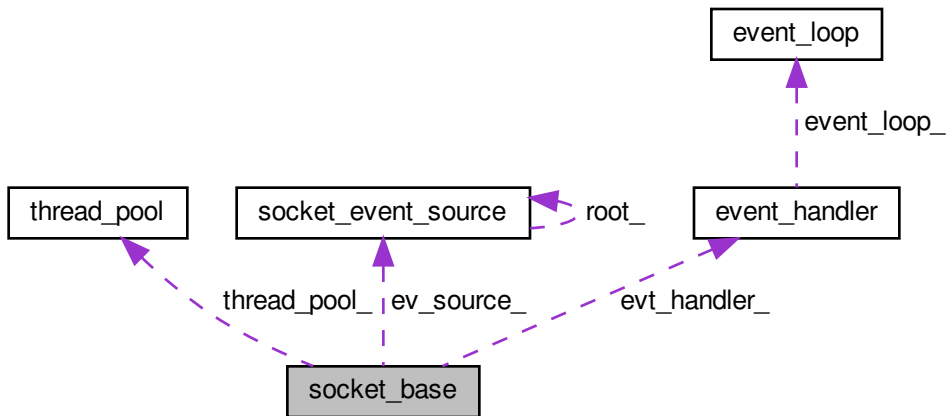 event_loop
event_loop_
thread_pool
socket_event_source
root_
event_handler
thread_pool_
ev_source_
evt_handler_
socket_base